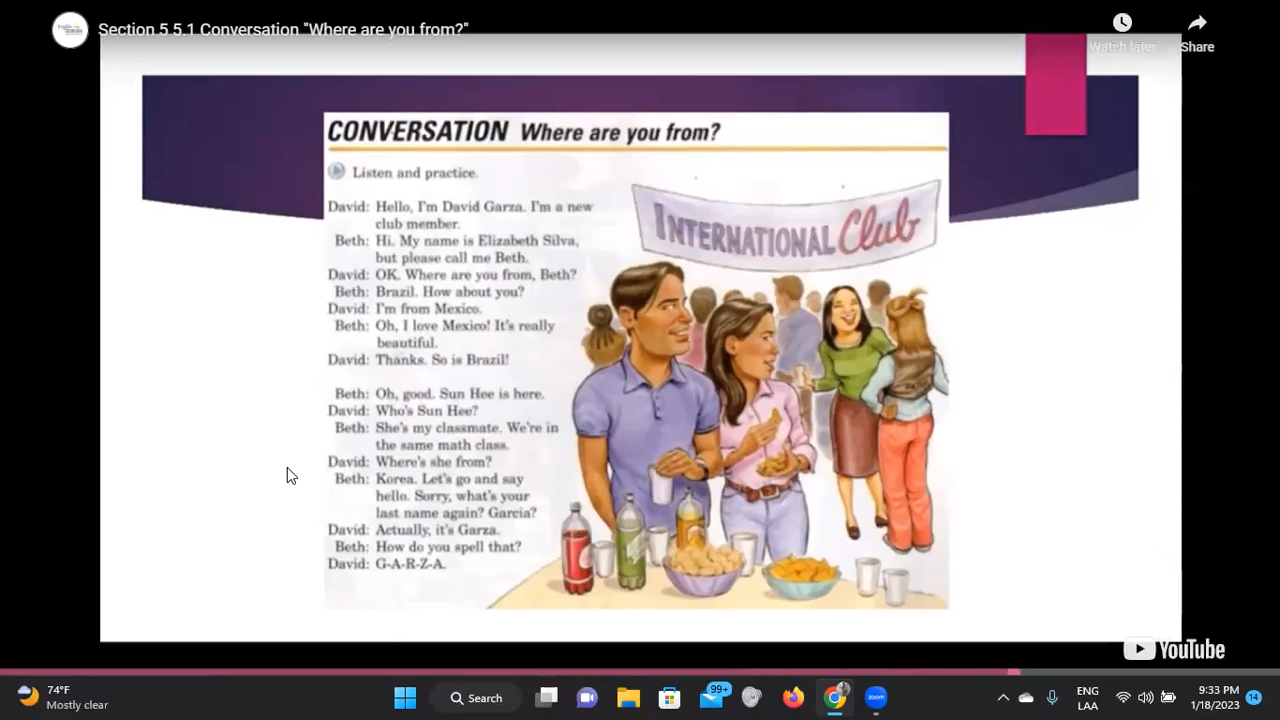 Section 5 5.1 Conversation "Where are you from?"
Watch later
Share
CONVERSATION Where are you from?
Listen and practice.
David: Hello, I'm David Garza. I'm a new
club member.
Beth: Hi. My name is Elizabeth Silva,
but please call me Beth.
David: OK. Where are you from, Beth?
Beth: Brazil. How about you?
David: I'm from Mexico.
Beth: Oh, I love Mexico! It's really
beautiful.
David: Thanks. So is Brazil!
Beth: Oh, good. Sun Hee is here.
David: Who's Sun Hee?
Beth: She's my classmate. We're in
the same math class.
David: Where's she from?
Beth: Korea. Let's go and say
hello. Sorry, what's your
last name again? Garcia?
David: Actually, it's Garza.
Beth: How do you spell that?
David: G-A-R-Z-A.
INTERNATIONAL Club
YouTube
74°F
Mostly clear
Search
99+
zoom
ENG
LAA
9:33 PM
1/18/2023
14